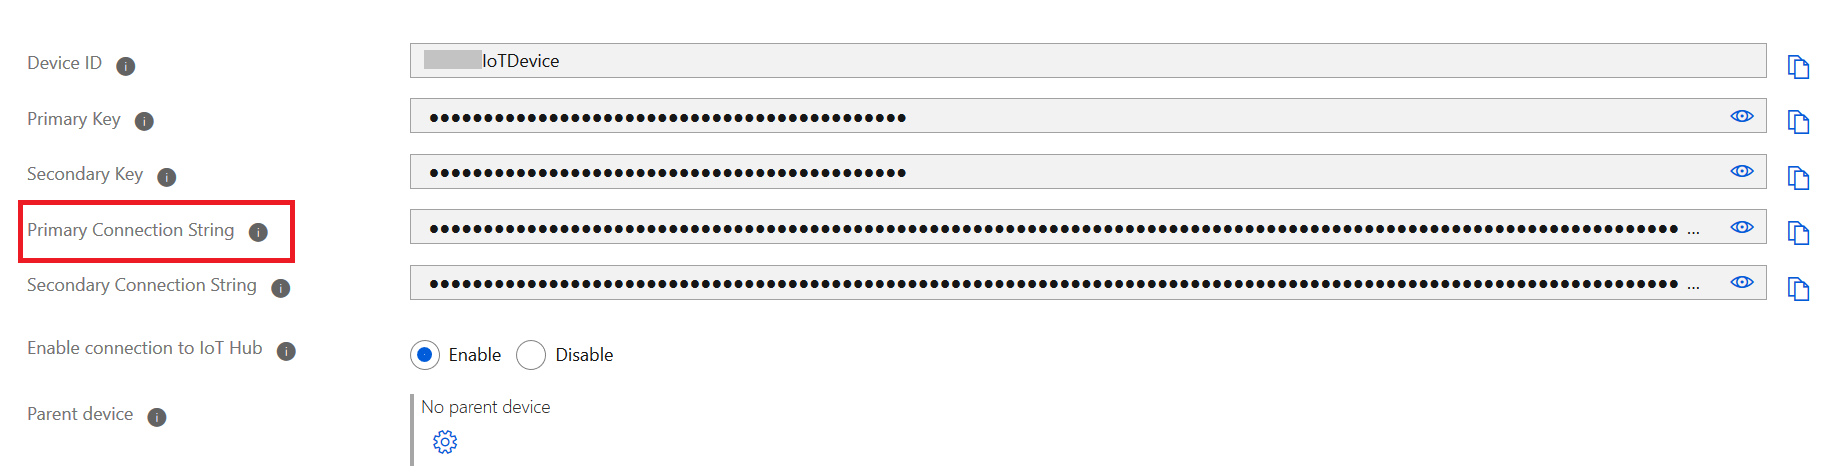 Device ID
IoTDevice
Primary Key
Secondary Key
Primary Connection String
...
Secondary Connection String
...
Enable connection to IoT Hub
Enable
Disable
Parent device
No parent device